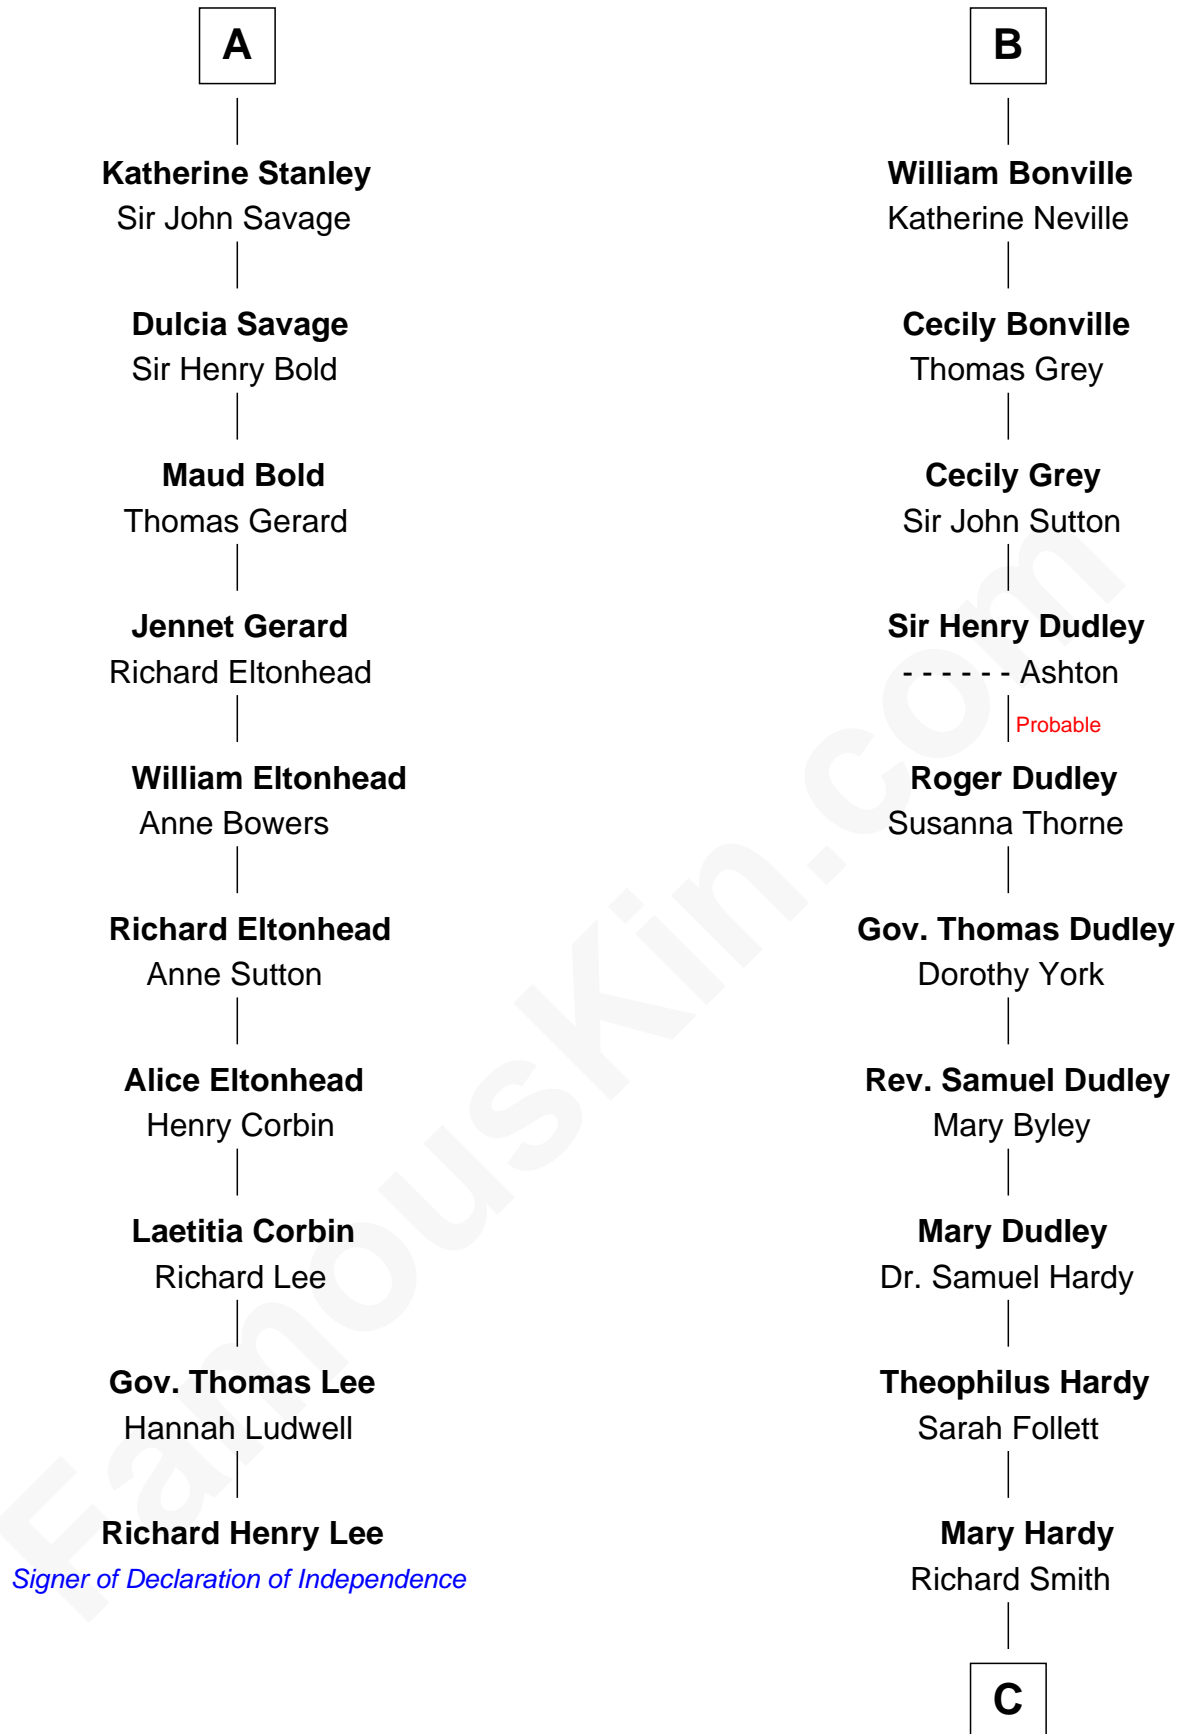 A
Katherine Stanley
Sir John Savage
Dulcia Savage
Sir Henry Bold
Maud Bold
Thomas Gerard
Jennet Gerard
Richard Eltonhead
William Eltonhead
Anne Bowers
Richard Eltonhead
Anne Sutton
Alice Eltonhead
Henry Corbin
Laetitia Corbin
Richard Lee
Gov. Thomas Lee
Hannah Ludwell
Richard Henry Lee
Signer of Declaration of Independence
B
William Bonville
Katherine Neville
Cecily Bonville
Thomas Grey
Cecily Grey
Sir John Sutton
Sir Henry Dudley
- - - - - - Ashton
Probable
Roger Dudley
Susanna Thorne
Gov. Thomas Dudley
Dorothy York
Rev. Samuel Dudley
Mary Byley
Mary Dudley
Dr. Samuel Hardy
Theophilus Hardy
Sarah Follett
Mary Hardy
Richard Smith
C
FamousKin.com